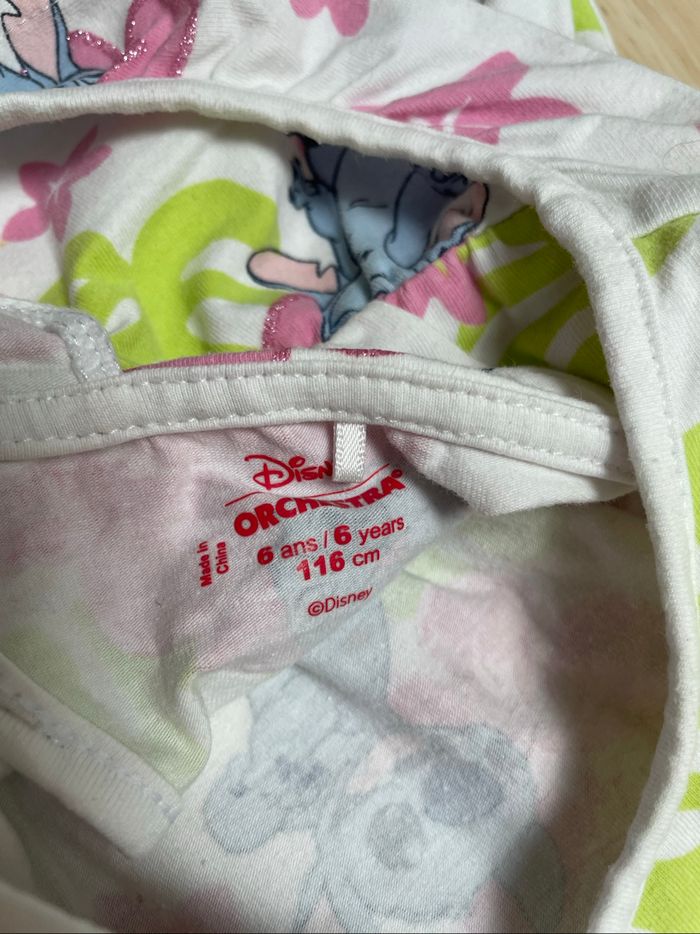 Disney
ORCHESTRA®
6 ans / 6 years
116 cm
Made in
China
©Disney